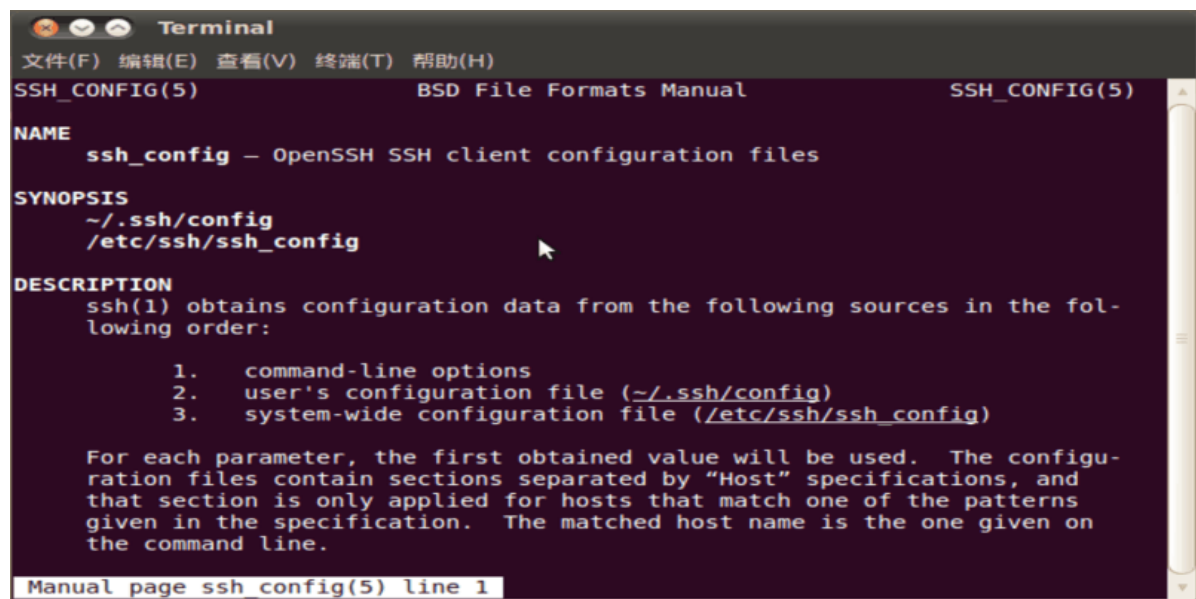 Terminal
文件(F) 编辑(E) 查看(V) 终端(T) 帮助(H)
SSH_CONFIG(5) BSD File Formats Manual SSH_CONFIG(5)
NAME
ssh_config — OpenSSH SSH client configuration files
SYNOPSIS
~/.ssh/config
/etc/ssh/ssh_config
DESCRIPTION
ssh(1) obtains configuration data from the following sources in the fol-
lowing order:
1. command-line options
2. user's configuration file (~/.ssh/config)
3. system-wide configuration file (/etc/ssh/ssh_config)
For each parameter, the first obtained value will be used. The configu-
ration files contain sections separated by “Host” specifications, and
that section is only applied for hosts that match one of the patterns
given in the specification. The matched host name is the one given on
the command line.
Manual page ssh_config(5) line 1